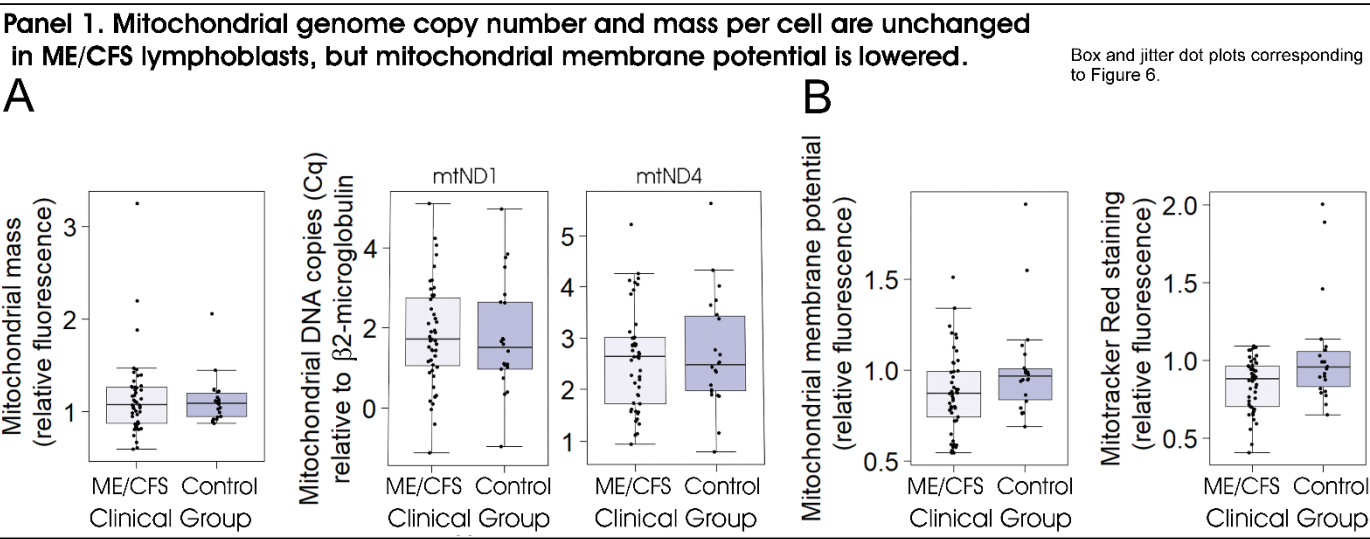 Panel 1. Mitochondrial genome copy number and mass per cell are unchanged
in ME/CFS lymphoblasts, but mitochondrial membrane potential is lowered.
Box and jitter dot plots corresponding
to Figure 6.
A
Mitochondrial mass
(relative fluorescence)
3
2
1
ME/CFS Control
Clinical Group
Mitochondrial DNA copies (Cq)
relative to β2-microglobulin
mtND1
4
2
0
ME/CFS Control
Clinical Group
mtND4
5
4
3
2
1
ME/CFS Control
Clinical Group
B
Mitochondrial membrane potential
(relative fluorescence)
1.5
1.0
0.5
ME/CFS Control
Clinical Group
Mitotracker Red staining
(relative fluorescence)
2.0
1.5
1.0
0.5
ME/CFS Control
Clinical Group